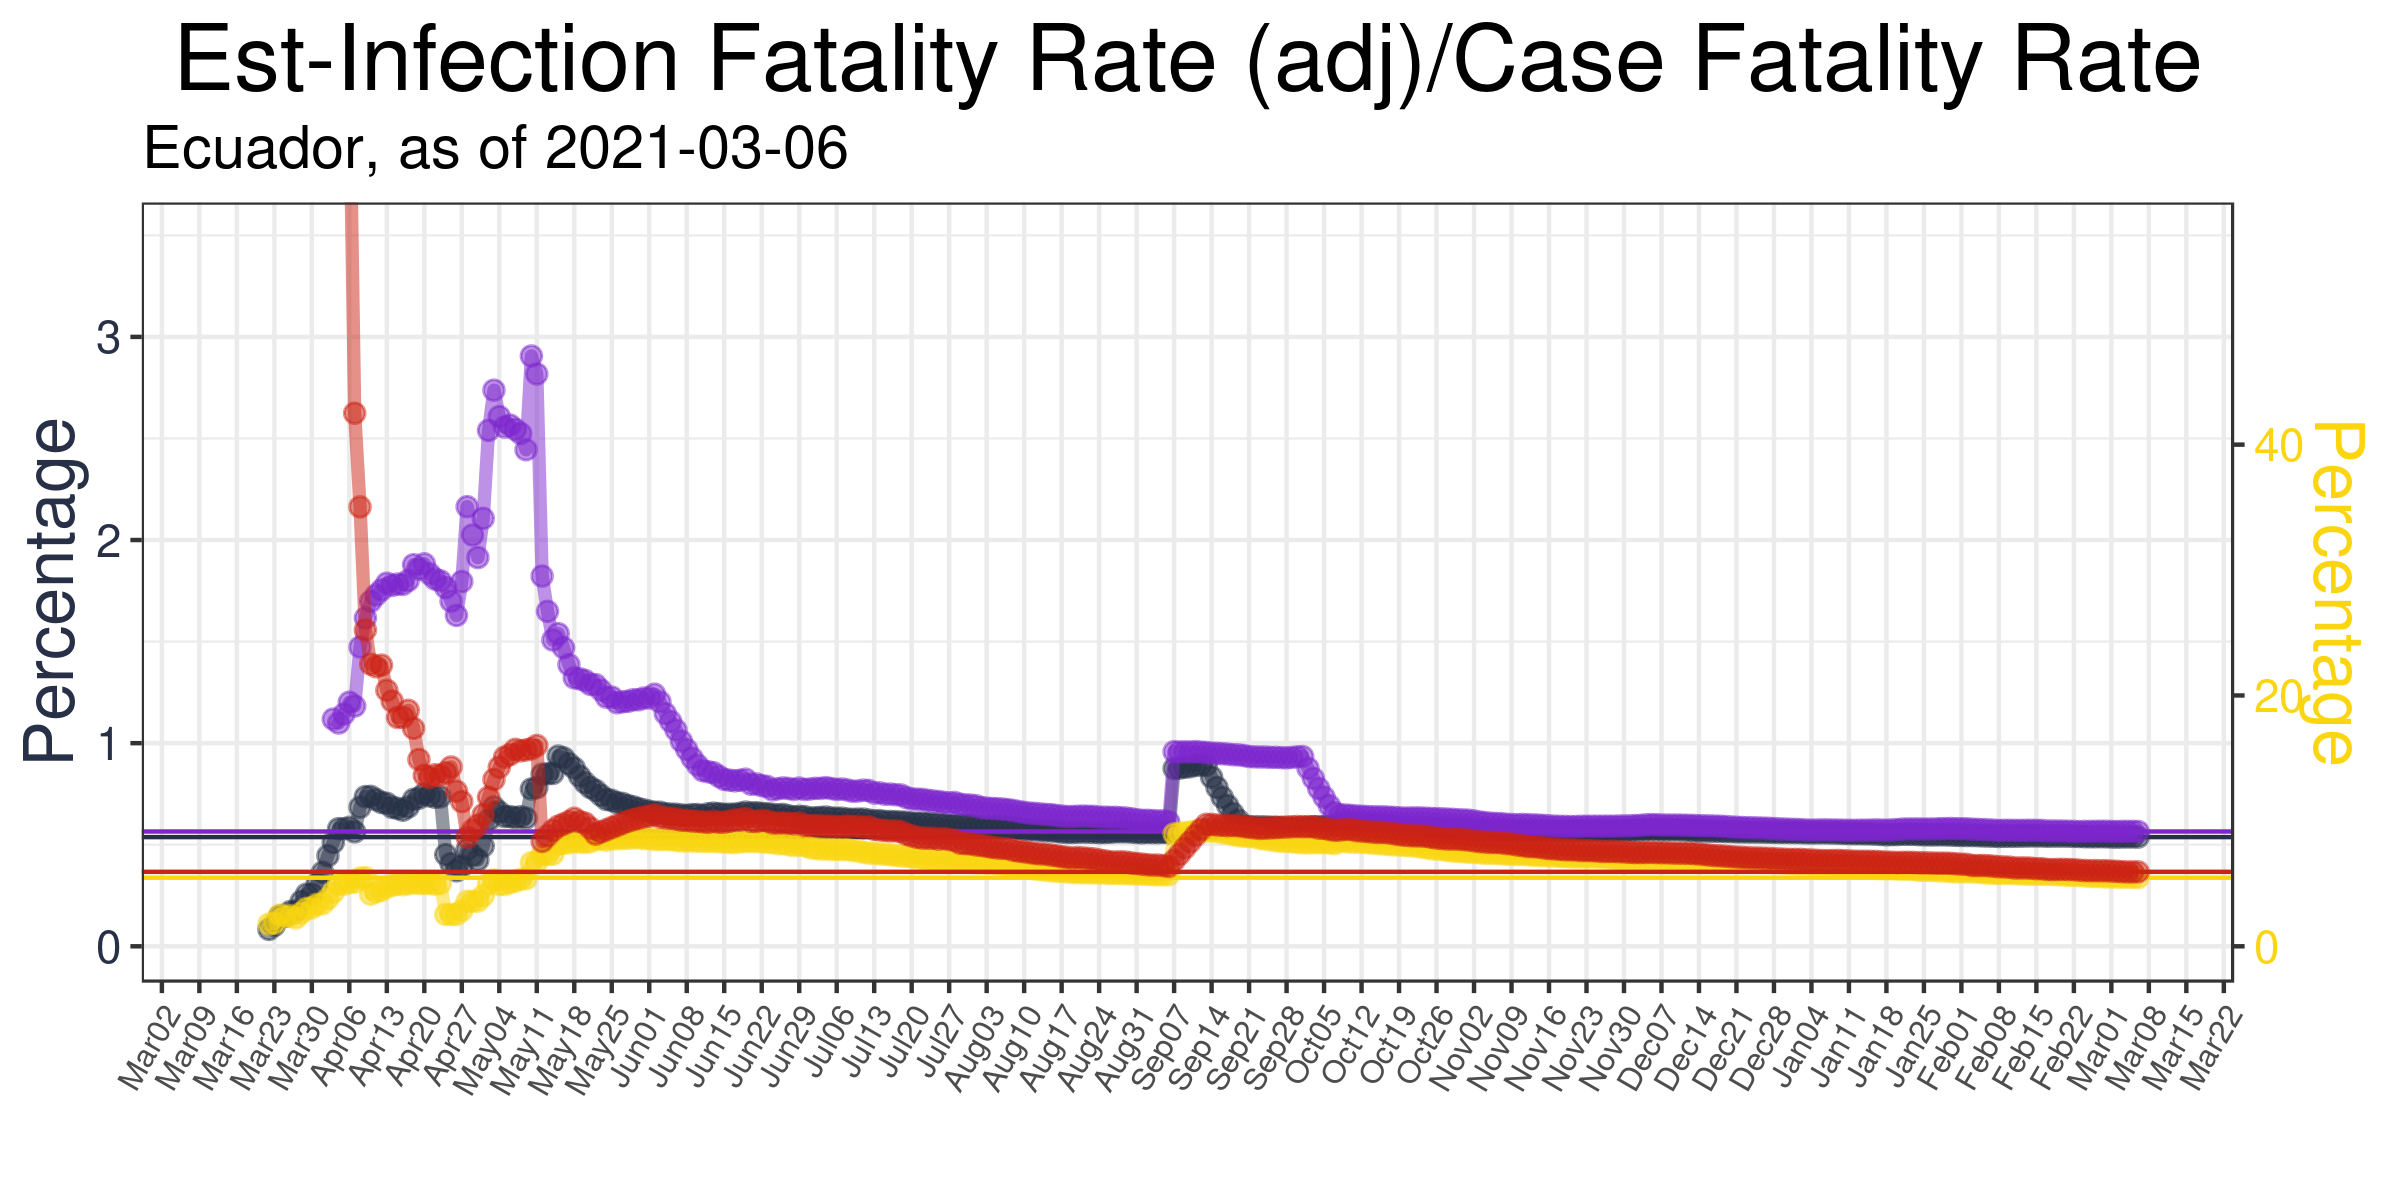 Est-Infection Fatality Rate (adj)/Case Fatality Rate
Ecuador, as of 2021-03-06
Percentage
3
2
1
0
40
20
0
Percentage
Mar02
Mar09
Mar16
Mar23
Mar30
Apr06
Apr13
Apr20
Apr27
May04
May11
May18
May25
Jun01
Jun08
Jun15
Jun22
Jun29
Jul06
Jul13
Jul20
Jul27
Aug03
Aug10
Aug17
Aug24
Aug31
Sep07
Sep14
Sep21
Sep28
Oct05
Oct12
Oct19
Oct26
Nov02
Nov09
Nov16
Nov23
Nov30
Dec07
Dec14
Dec21
Dec28
Jan04
Jan11
Jan18
Jan25
Feb01
Feb08
Feb15
Feb22
Mar01
Mar08
Mar15
Mar22